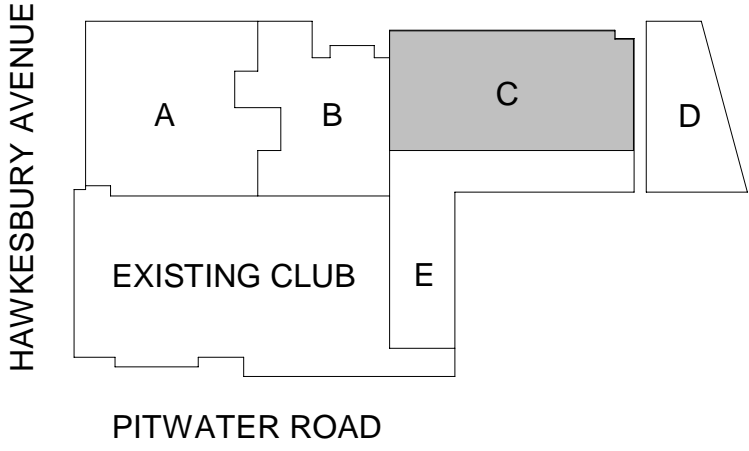 HAWKESBURY AVENUE
A
B
C
D
EXISTING CLUB
E
PITWATER ROAD